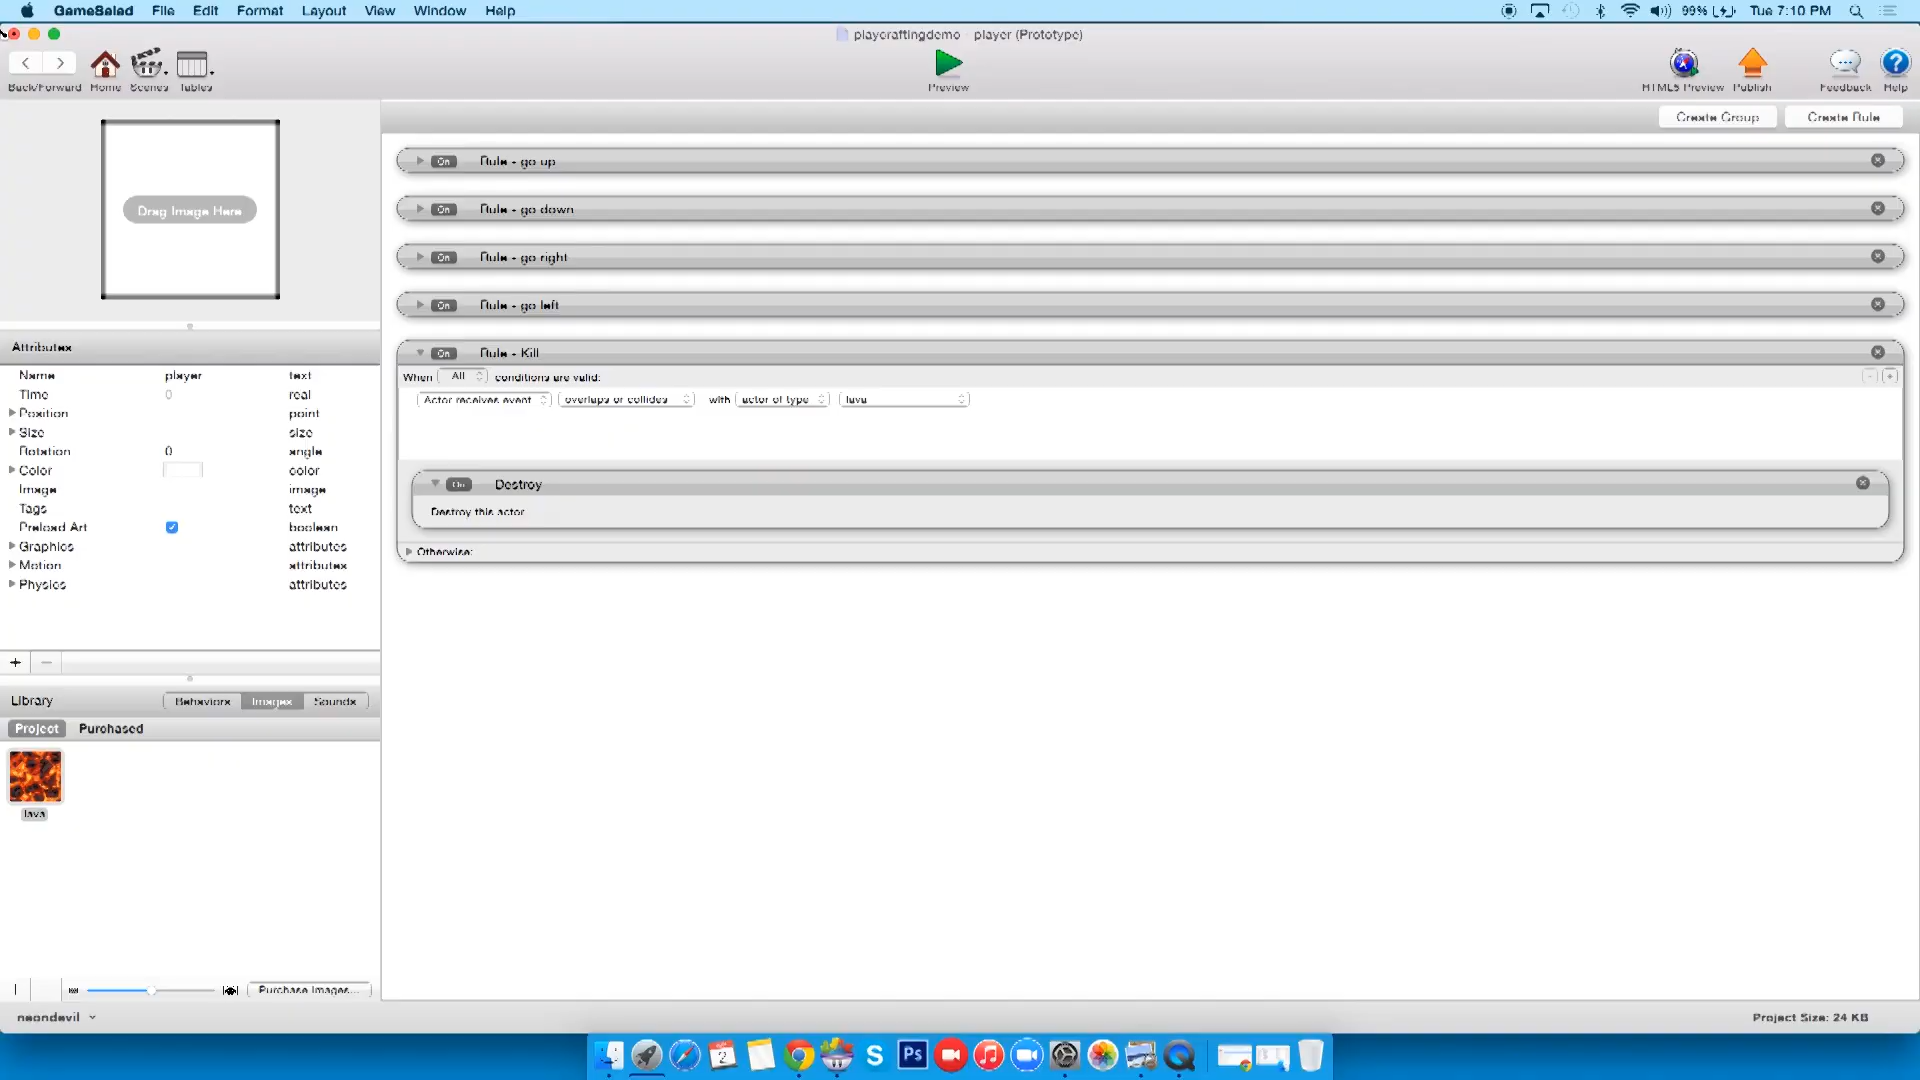 GameSalad File Edit Format Layout View Window Help 99% Tue 7:10 PM
playcraftingdemo - player (Prototype)
Back/Forward Home Scenes Tables Preview HTML5 Preview Publish Feedback Help
Create Group Create Rule
Drag Image Here
On Rule - go up
On Rule - go down
On Rule - go right
On Rule - go left
On Rule - Kill
When All conditions are valid:
Actor receives event overlaps or collides with actor of type lava
On Destroy
Destroy this actor
Otherwise:
Attributes
Name player text
Time 0 real
Position point
Size size
Rotation 0 angle
Color color
Image image
Tags text
Preload Art boolean
Graphics attributes
Motion attributes
Physics attributes
+ −
Library Behaviors Images Sounds
Project Purchased
lava
Purchase Images...
neondevil Project Size: 24 KB
2 S Ps